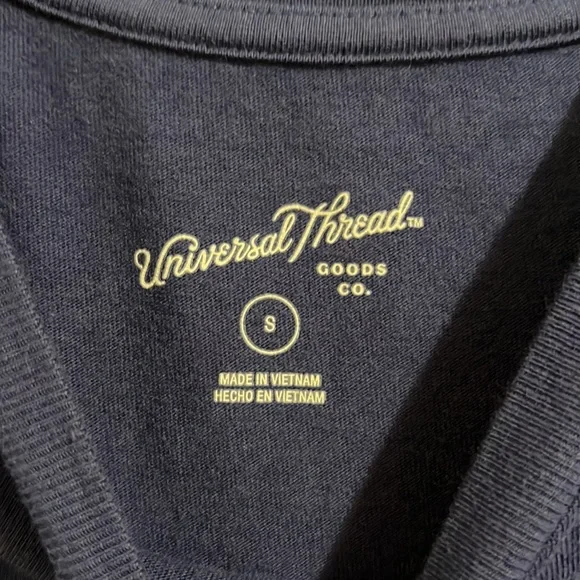 Universal Thread™
GOODS
CO.
S
MADE IN VIETNAM
HECHO EN VIETNAM